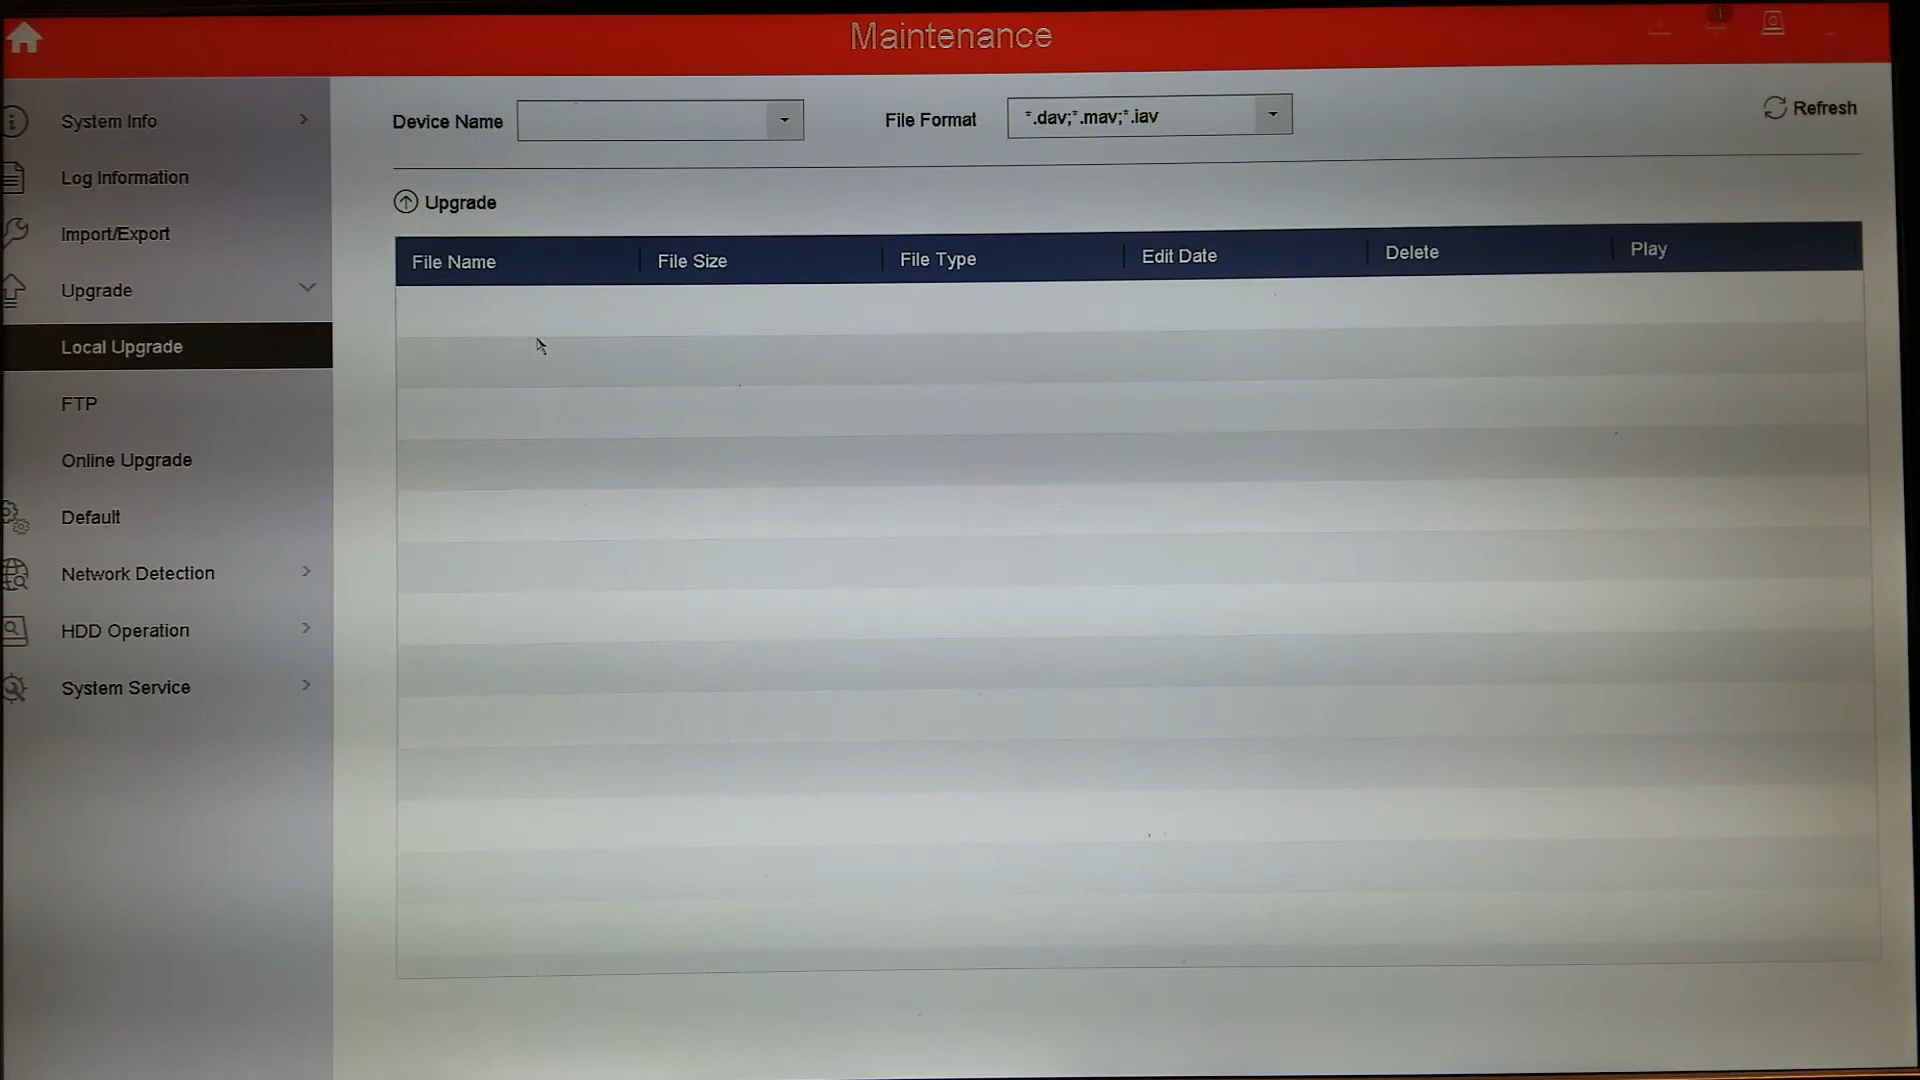 Maintenance
1
System Info
Log Information
Import/Export
Upgrade
Local Upgrade
FTP
Online Upgrade
Default
Network Detection
HDD Operation
System Service
Device Name
File Format *.dav;*.mav;*.iav
Refresh
Upgrade
File Name File Size File Type Edit Date Delete Play